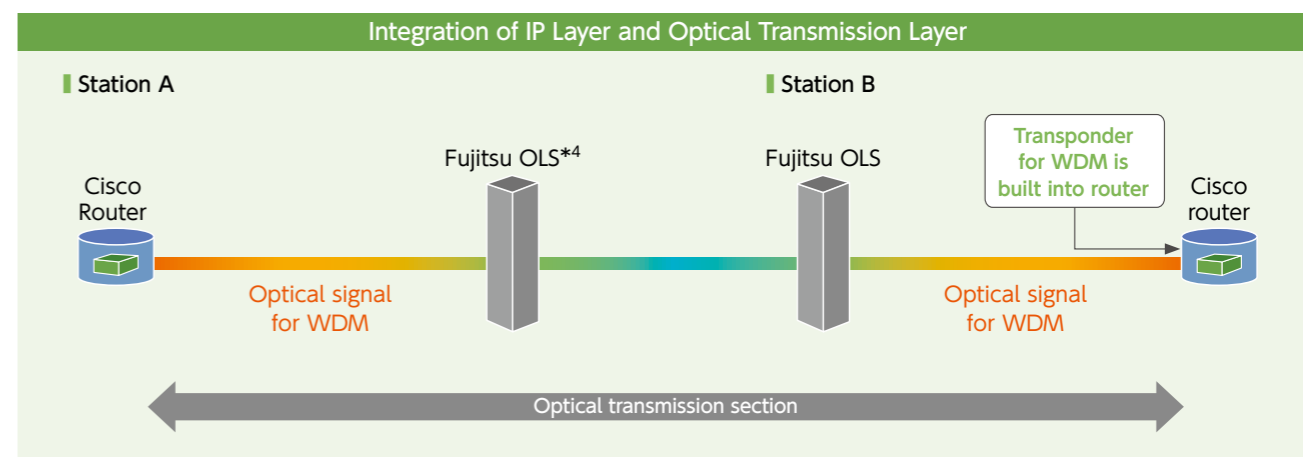 Integration of IP Layer and Optical Transmission Layer
Station A
Station B
Transponder
for WDM is
built into router
Fujitsu OLS*4
Fujitsu OLS
Cisco
Router
Cisco
router
Optical signal
for WDM
Optical signal
for WDM
Optical transmission section